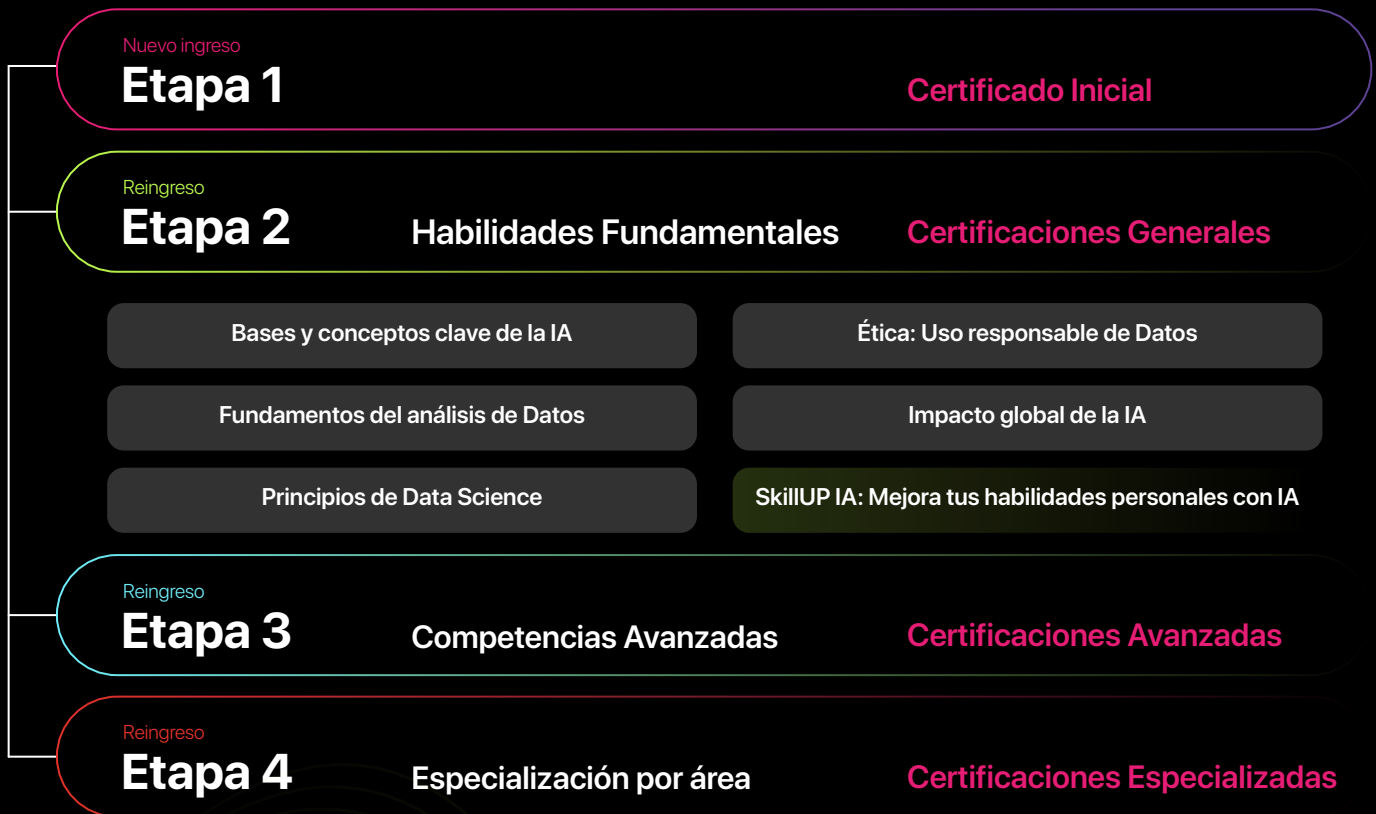 Nuevo ingreso
Etapa 1
Certificado Inicial
Reingreso
Etapa 2
Habilidades Fundamentales
Certificaciones Generales
Bases y conceptos clave de la IA
Ética: Uso responsable de Datos
Fundamentos del análisis de Datos
Impacto global de la IA
Principios de Data Science
SkillUP IA: Mejora tus habilidades personales con IA
Reingreso
Etapa 3
Competencias Avanzadas
Certificaciones Avanzadas
Reingreso
Etapa 4
Especialización por área
Certificaciones Especializadas